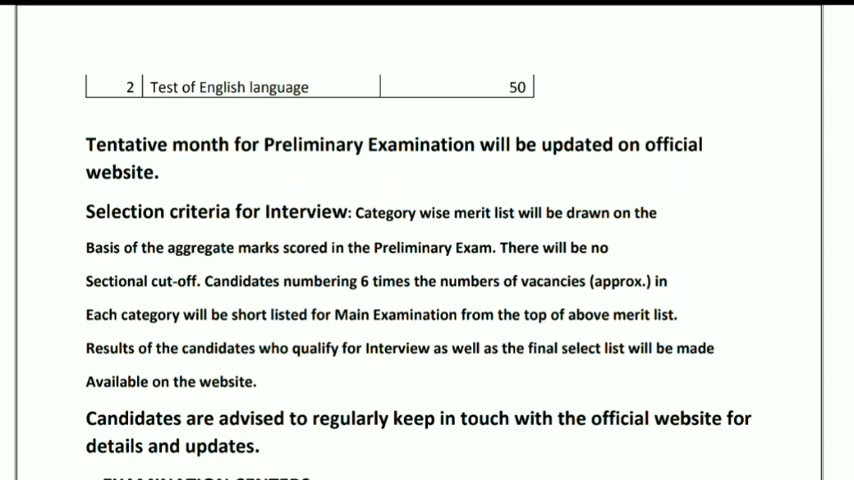 2 Test of English language 50
Tentative month for Preliminary Examination will be updated on official
website.
Selection criteria for Interview: Category wise merit list will be drawn on the
Basis of the aggregate marks scored in the Preliminary Exam. There will be no
Sectional cut-off. Candidates numbering 6 times the numbers of vacancies (approx.) in
Each category will be short listed for Main Examination from the top of above merit list.
Results of the candidates who qualify for Interview as well as the final select list will be made
Available on the website.
Candidates are advised to regularly keep in touch with the official website for
details and updates.
EXAMINATION CENTERS